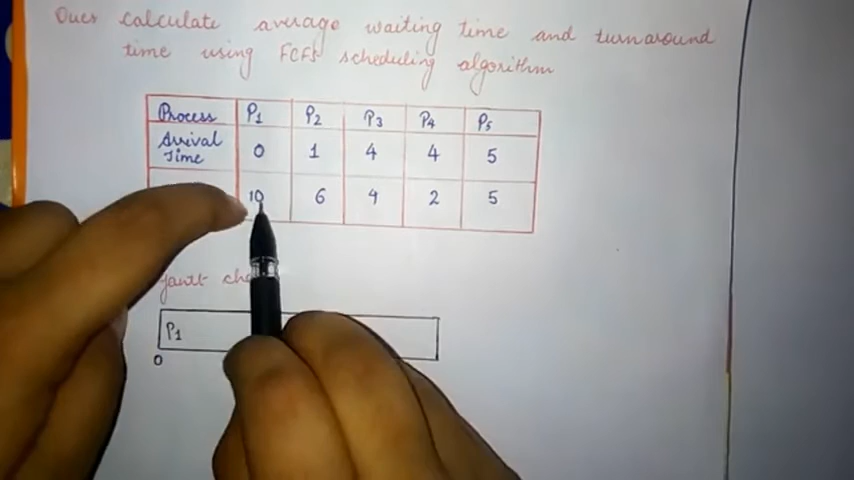 Ques calculate average waiting time and turnaround
time using FCFS scheduling algorithm
Process P1 P2 P3 P4 P5
Arrival Time 0 1 4 4 5
10 6 4 2 5
P1
0